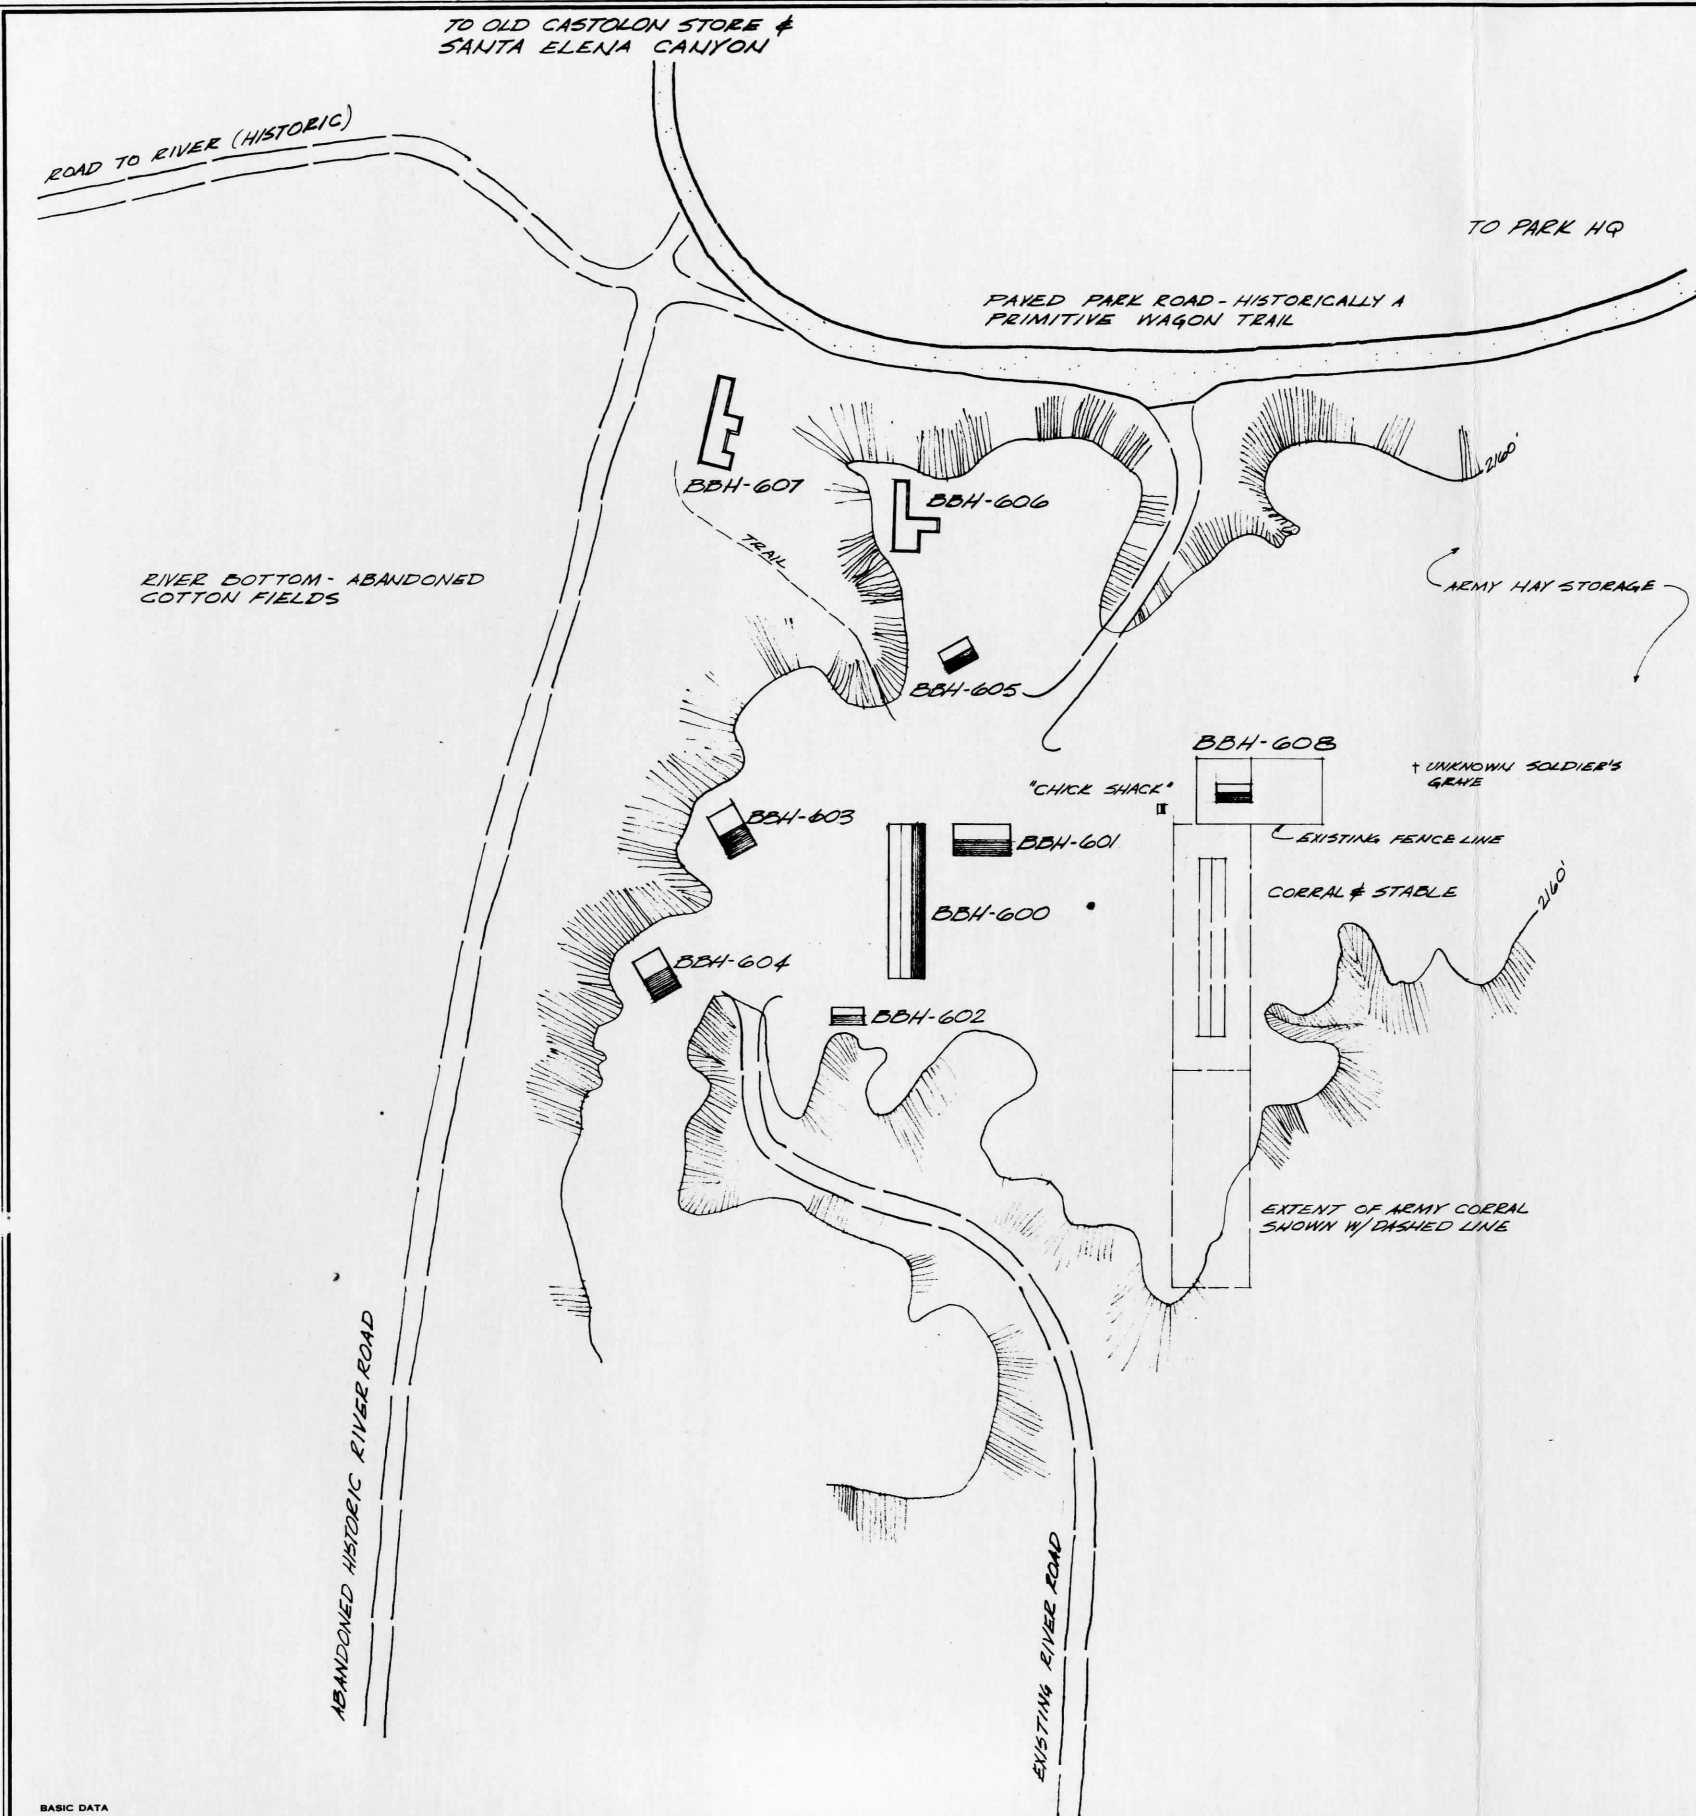 TO OLD CASTOLON STORE &
SANTA ELENA CANYON
ROAD TO RIVER (HISTORIC)
TO PARK HQ
PAVED PARK ROAD - HISTORICALLY A
PRIMITIVE WAGON TRAIL
2160'
BBH-607
BBH-606
TRAIL
RIVER BOTTOM - ABANDONED
COTTON FIELDS
ARMY HAY STORAGE
BBH-605
BBH-608
† UNKNOWN SOLDIER'S
GRAVE
"CHICK SHACK"
BBH-603
BBH-601
EXISTING FENCE LINE
CORRAL & STABLE
2160'
BBH-600
BBH-604
BBH-602
EXTENT OF ARMY CORRAL
SHOWN W/ DASHED LINE
ABANDONED HISTORIC RIVER ROAD
EXISTING RIVER ROAD
BASIC DATA